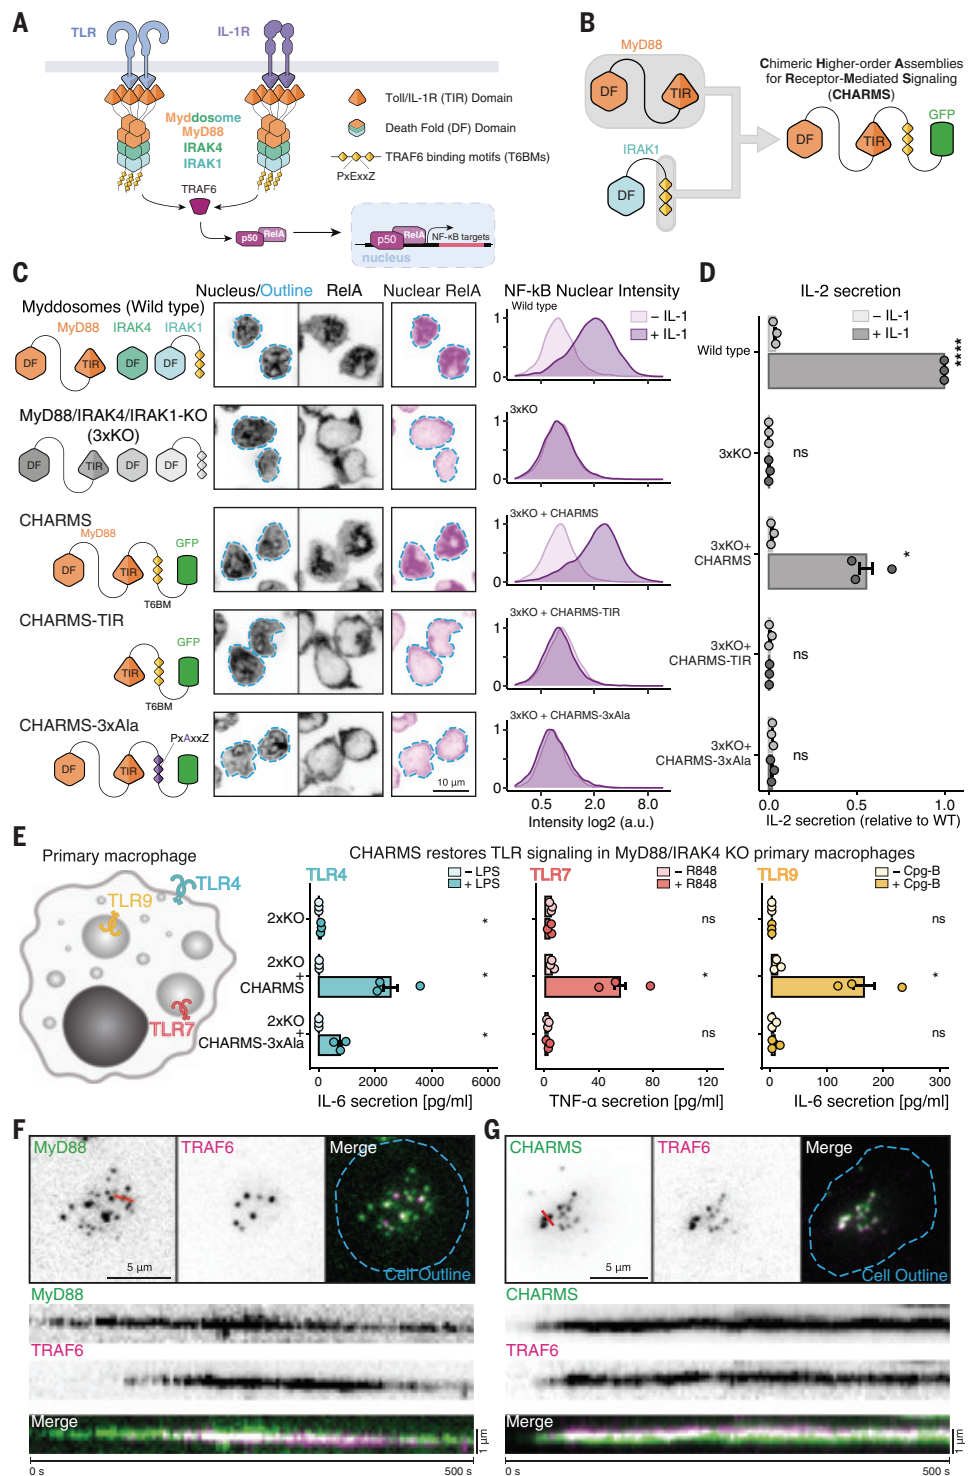 A
TLR
IL-1R
Myddosome
MyD88
IRAK4
IRAK1
TRAF6
p50
RelA
p50
RelA
NF-κB targets
nucleus
Toll/IL-1R (TIR) Domain
Death Fold (DF) Domain
TRAF6 binding motifs (T6BMs)
PxExxZ
B
MyD88
DF
TIR
IRAK1
DF
Chimeric Higher-order Assemblies
for Receptor-Mediated Signaling
(CHARMS)
GFP
DF
TIR
C
Nucleus/Outline
RelA
Nuclear RelA
NF-kB Nuclear Intensity
Myddosomes (Wild type)
MyD88
IRAK4
IRAK1
DF
TIR
DF
DF
Wild type
− IL-1
+ IL-1
1
0
MyD88/IRAK4/IRAK1-KO
(3xKO)
DF
TIR
DF
DF
3xKO
1
0
CHARMS
MyD88
GFP
DF
TIR
T6BM
3xKO + CHARMS
1
0
CHARMS-TIR
GFP
TIR
T6BM
3xKO + CHARMS-TIR
1
0
CHARMS-3xAla
PxAxxZ
DF
TIR
10 µm
3xKO + CHARMS-3xAla
1
0
0.5
2.0
8.0
Intensity log2 (a.u.)
D
IL-2 secretion
− IL-1
+ IL-1
Wild type
****
3xKO
ns
3xKO+
CHARMS
*
3xKO+
CHARMS-TIR
ns
3xKO+
CHARMS-3xAla
ns
0.0
0.5
1.0
IL-2 secretion (relative to WT)
E
Primary macrophage
TLR4
TLR9
TLR7
CHARMS restores TLR signaling in MyD88/IRAK4 KO primary macrophages
TLR4
− LPS
+ LPS
2xKO
*
2xKO
+
CHARMS
*
2xKO
+
CHARMS-3xAla
*
0
2000
4000
6000
IL-6 secretion [pg/ml]
TLR7
− R848
+ R848
ns
*
ns
0
40
80
120
TNF-α secretion [pg/ml]
TLR9
− Cpg-B
+ Cpg-B
ns
*
ns
0
100
200
300
IL-6 secretion [pg/ml]
F
MyD88
TRAF6
Merge
5 µm
Cell Outline
MyD88
TRAF6
Merge
1 µm
0 s
500 s
G
CHARMS
TRAF6
Merge
5 µm
Cell Outline
CHARMS
TRAF6
Merge
1 µm
0 s
500 s